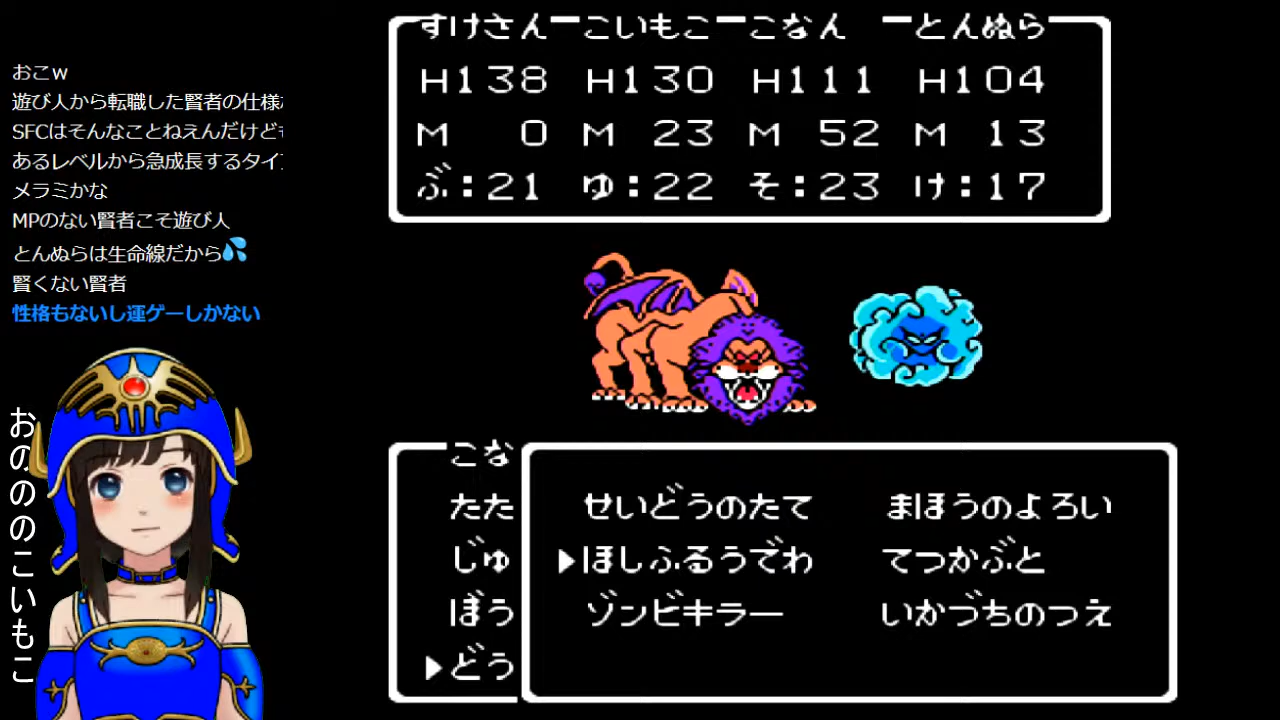 おこw
遊び人から転職した賢者の仕様
SFCはそんなことねえんだけど
あるレベルから急成長するタイ
メラミかな
MPのない賢者こそ遊び人
とんぬらは生命線だから💦
賢くない賢者
性格もないし運ゲーしかない
おののこいもこ
すけさん こいもこ こなん とんぬら
H138 H130 H111 H104
M 0 M 23 M 52 M 13
ぶ:21 ゆ:22 そ:23 け:17
こな
たた
じゅ
ぼう
▶どう
せいどうのたて まほうのよろい
▶ほしふるうでわ てつかぶと
ゾンビキラー いかづちのつえ